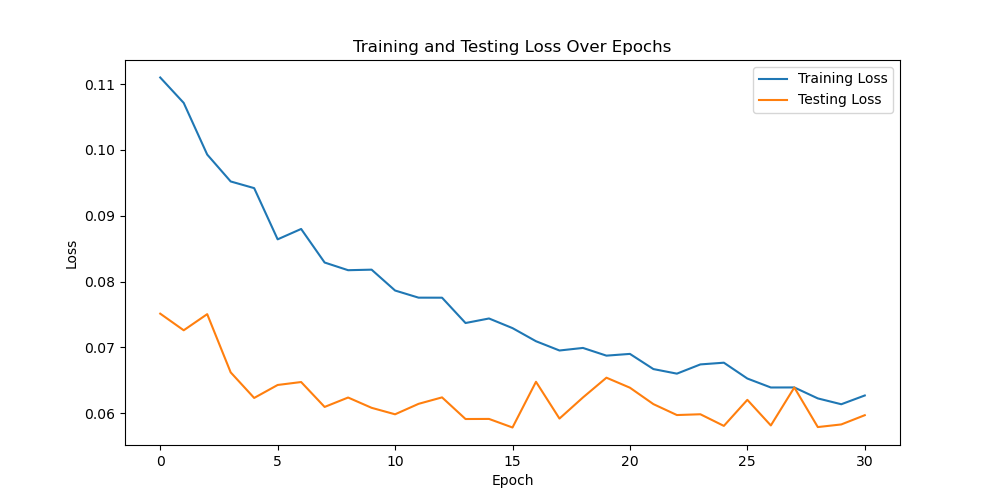 Training and Testing Loss Over Epochs
Training Loss
Testing Loss
Loss
0.11
0.10
0.09
0.08
0.07
0.06
0 5 10 15 20 25 30
Epoch